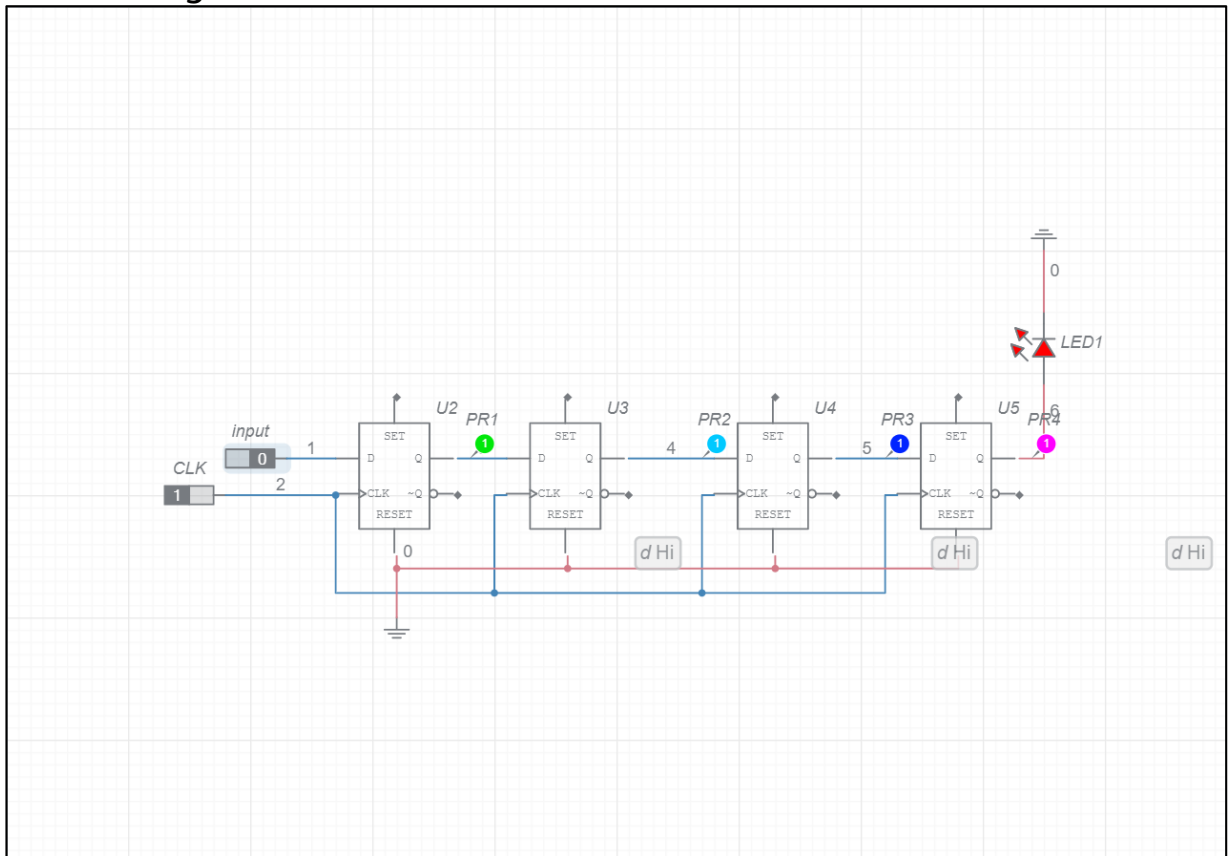 0
LED1
6
U2
PR1
U3
PR2
U4
PR3
U5
PR4
SET
SET
SET
SET
input
0
1
D
Q
D
Q
4
D
Q
5
D
Q
CLK
1
2
CLK
~Q
CLK
~Q
CLK
~Q
CLK
~Q
RESET
RESET
RESET
RESET
1
1
1
1
0
d Hi
d Hi
d Hi